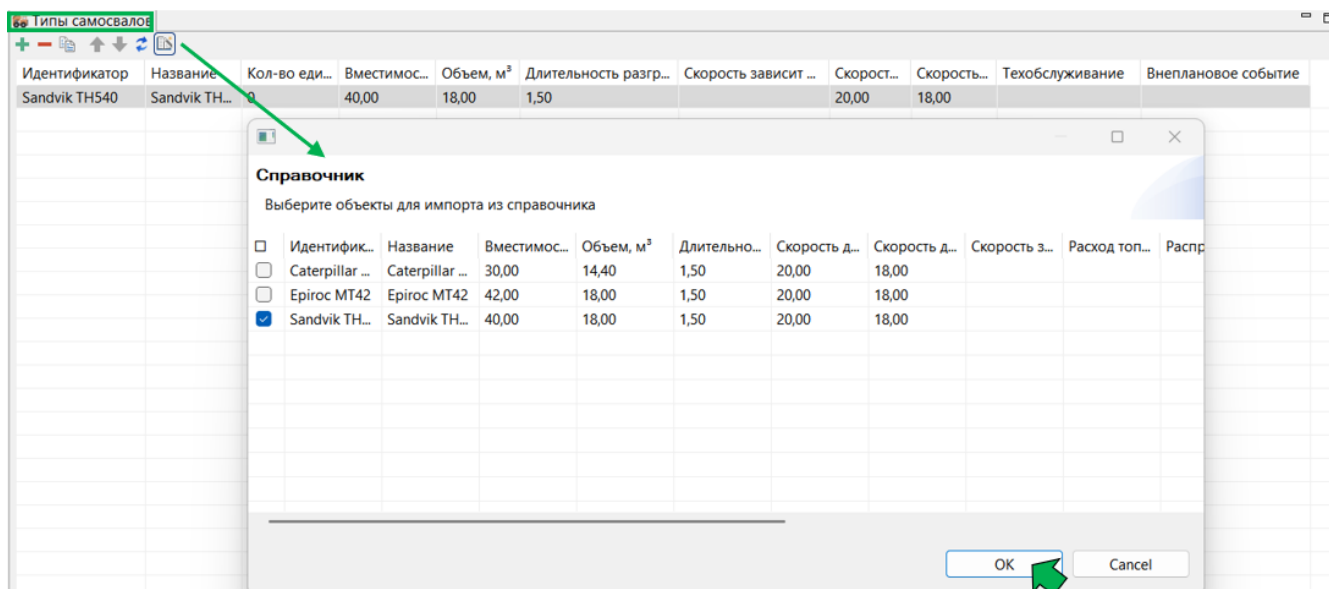 Типы самосвалов
Идентификатор Название Кол-во еди... Вместимос... Объем, м³ Длительность разгр... Скорость зависит ... Скорост... Скорость... Техобслуживание Внеплановое событие
Sandvik TH540 Sandvik TH... 0 40,00 18,00 1,50 20,00 18,00
Справочник
Выберите объекты для импорта из справочника
Идентифик... Название Вместимос... Объем, м³ Длительно... Скорость д... Скорость д... Скорость з... Расход топ... Распр
Caterpillar ... Caterpillar ... 30,00 14,40 1,50 20,00 18,00
Epiroc MT42 Epiroc MT42 42,00 18,00 1,50 20,00 18,00
Sandvik TH... Sandvik TH... 40,00 18,00 1,50 20,00 18,00
OK Cancel